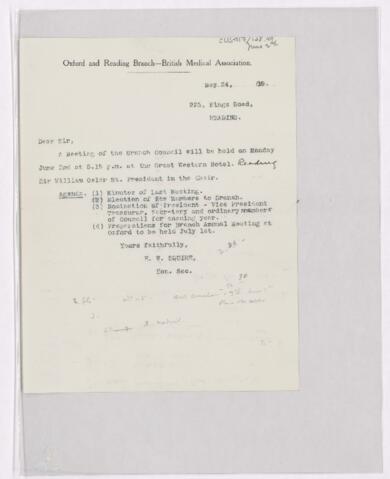 Oxford and Reading Branch—British Medical Association.
May. 24, 19.
225, Kings Road,
READING.
Dear Sir,
A Meeting of the Branch Council will be held on Monday
June 2nd at 5.15 p.m. at the Great Western Hotel. Reading
Sir William Osler Bt. President in the Chair.
Agenda. (1) Minutes of Last Meeting.
(2) Election of New Members to Branch.
(3) Nomination of President - Vice President
Treasurer, Secretary and ordinary members
of Council for ensuing year.
(4) Preparations for Branch Annual Meeting at
Oxford to be held July 1st.
Yours faithfully,
H. W. SQUIRE,
Hon. Sec.